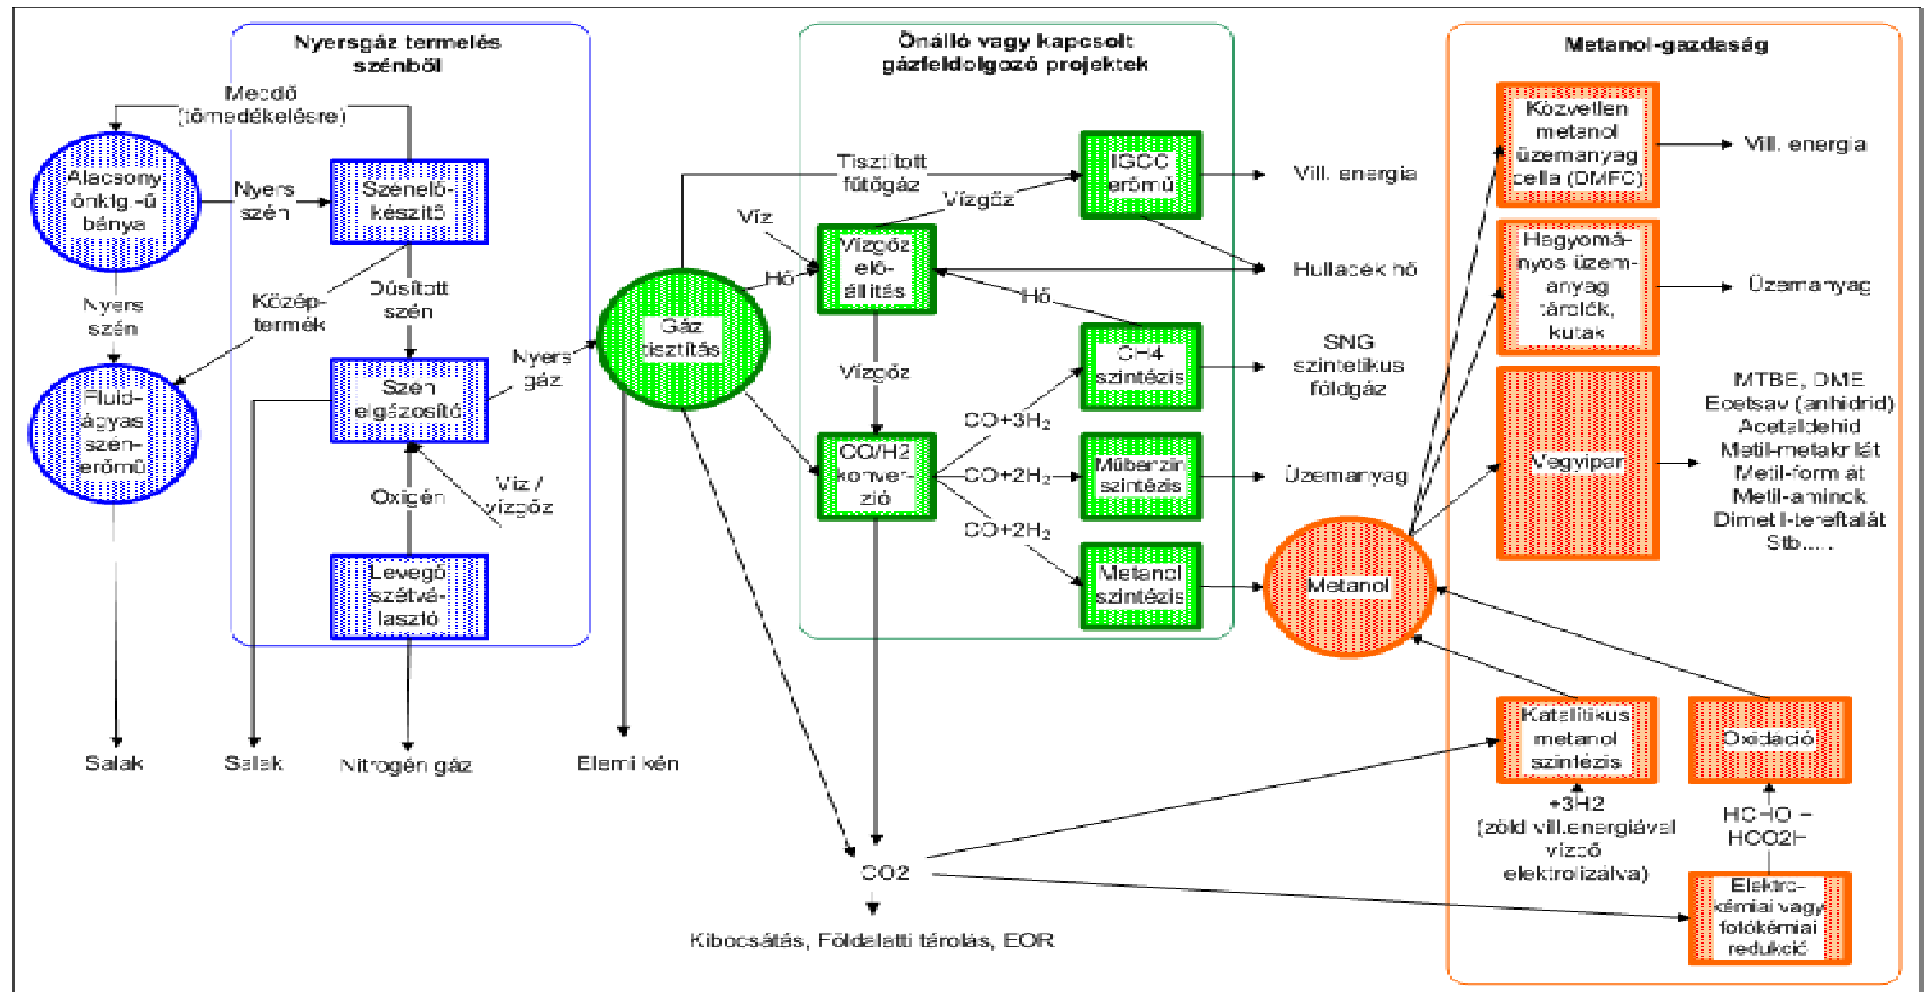 Nyersgáz termelés
szénből
Meddő
(tömedékelésre)
Alacsony
önktg.-ű
bánya
Nyers
szén
Szénelő-
készítő
Nyers
szén
Közép-
termék
Dúsított
szén
Fluid-
ágyas
szén-
erőmű
Szén
elgázosító
Nyers
gáz
Oxigén
Víz /
vízgőz
Levegő
szétvá-
lasztó
Salak
Salak
Nitrogén gáz
Elemi kén
Gáz
tisztítás
Önálló vagy kapcsolt
gázfeldolgozó projektek
Tisztított
fűtőgáz
Vízgőz
Víz
Hő
IGCC
erőmű
Vill. energia
Vízgőz
elő-
állítás
Hulladék hő
Hő
Vízgőz
CH4
szintézis
SNG
szintetikus
földgáz
CO/H2
konver-
zió
CO+3H₂
CO+2H₂
CO+2H₂
Műbenzin
szintézis
Üzemanyag
Metanol
szintézis
Metanol
CO2
Kibocsátás, Földalatti tárolás, EOR
Metanol-gazdaság
Közvetlen
metanol
üzemanyag
cella (DMFC)
Vill. energia
Hagyomá-
nyos üzem-
anyag
tárolók,
kutak
Üzemanyag
Vegyipar
MTBE, DME
Ecetsav (anhidrid)
Acetaldehid
Metil-metakrilát
Metil-formiát
Metil-aminok
Dimetil-tereftalát
Stb.....
Katalitikus
metanol
szintézis
Oxidáció
+3H2
(zöld vill.energiával
vízből
elektrolizálva)
HCHO +
HCO2H
Elektro-
kémiai vagy
fotókémiai
redukció